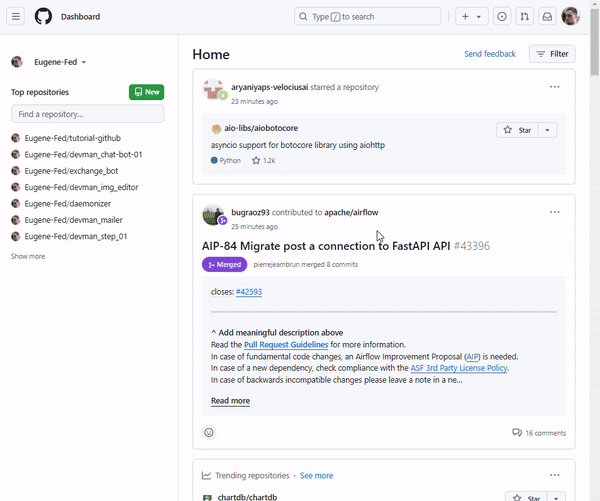 Dashboard
Type / to search
Eugene-Fed
Top repositories
New
Find a repository...
Eugene-Fed/tutorial-github
Eugene-Fed/devman_chat-bot-01
Eugene-Fed/exchange_bot
Eugene-Fed/devman_img_editor
Eugene-Fed/daemonizer
Eugene-Fed/devman_mailer
Eugene-Fed/devman_step_01
Show more
Home
Send feedback
Filter
aryaniyaps-velociusai starred a repository
23 minutes ago
aio-libs/aiobotocore
Star
asyncio support for botocore library using aiohttp
Python 1.2k
bugraoz93 contributed to apache/airflow
25 minutes ago
AIP-84 Migrate post a connection to FastAPI API #43396
Merged pierrejeambrun merged 8 commits
closes: #42593
^ Add meaningful description above
Read the Pull Request Guidelines for more information.
In case of fundamental code changes, an Airflow Improvement Proposal (AIP) is needed.
In case of a new dependency, check compliance with the ASF 3rd Party License Policy.
In case of backwards incompatible changes please leave a note in a ne...
Read more
16 comments
Trending repositories · See more
chartdb/chartdb
Star